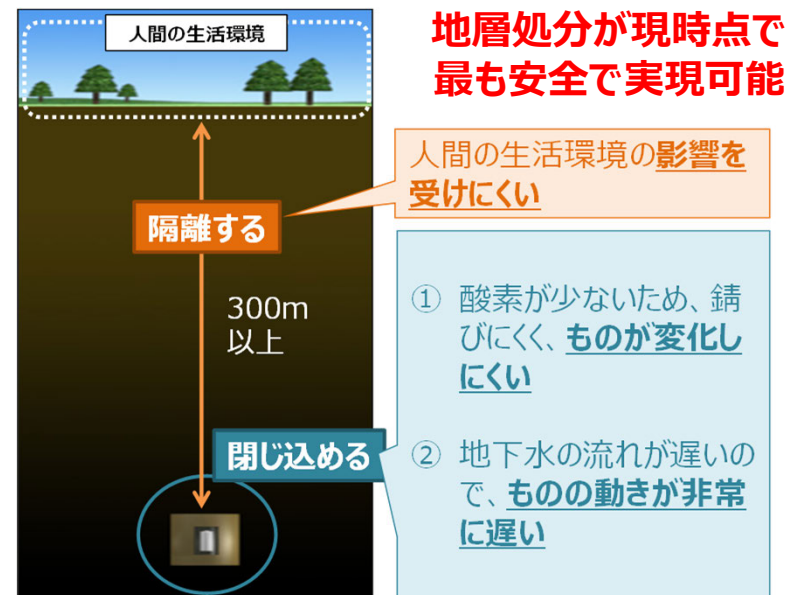 人間の生活環境
地層処分が現時点で
最も安全で実現可能
人間の生活環境の影響を
受けにくい
隔離する
300m
以上
① 酸素が少ないため、錆
びにくく、ものが変化し
にくい
閉じ込める
② 地下水の流れが遅いの
で、ものの動きが非常
に遅い